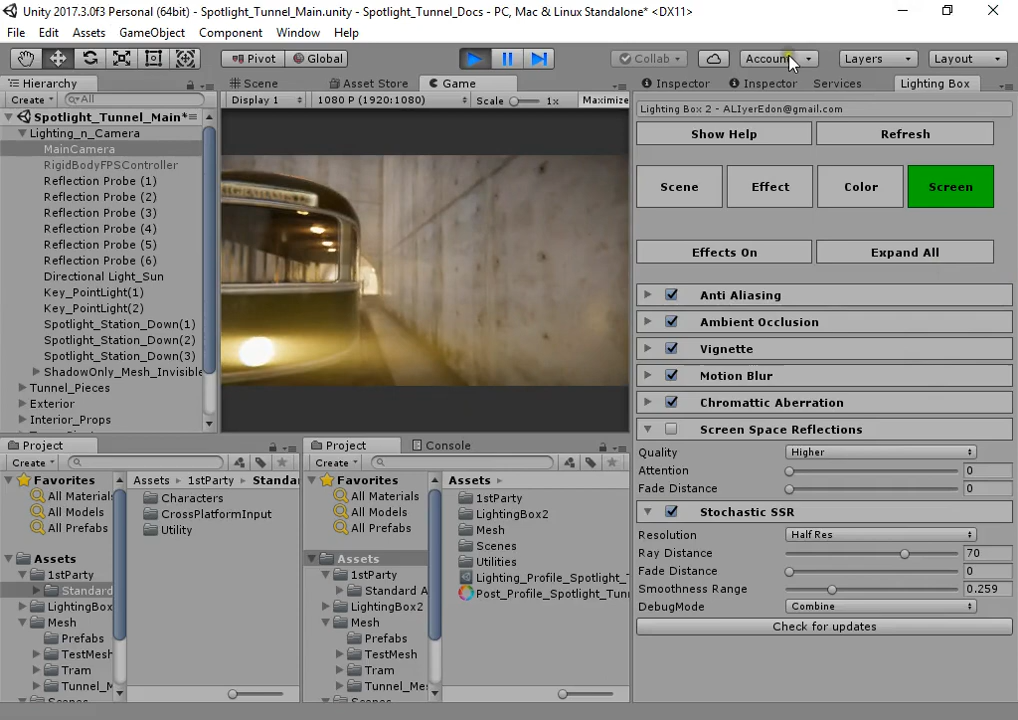 Unity 2017.3.0f3 Personal (64bit) - Spotlight_Tunnel_Main.unity - Spotlight_Tunnel_Docs - PC, Mac & Linux Standalone* <DX11>
File Edit Assets GameObject Component Window Help
Pivot Global Collab Account Layers Layout
Hierarchy Scene Asset Store Game Inspector Inspector Services Lighting Box
Create All Display 1 1080 P (1920:1080) Scale 1x Maximize
Lighting Box 2 - ALIyerEdon@gmail.com
Spotlight_Tunnel_Main*
Lighting_n_Camera
MainCamera
RigidBodyFPSController
Reflection Probe (1)
Reflection Probe (2)
Reflection Probe (3)
Reflection Probe (4)
Reflection Probe (5)
Reflection Probe (6)
Directional Light_Sun
Key_PointLight(1)
Key_PointLight(2)
Spotlight_Station_Down(1)
Spotlight_Station_Down(2)
Spotlight_Station_Down(3)
ShadowOnly_Mesh_Invisible
Tunnel_Pieces
Exterior
Interior_Props
Show Help Refresh
Scene Effect Color Screen
Effects On Expand All
Anti Aliasing
Ambient Occlusion
Vignette
Motion Blur
Chromattic Aberration
Screen Space Reflections
Quality Higher
Attention 0
Fade Distance 0
Stochastic SSR
Resolution Half Res
Ray Distance 70
Fade Distance 0
Smoothness Range 0.259
DebugMode Combine
Check for updates
Project
Create
Favorites
All Materials
All Models
All Prefabs
Assets
1stParty
Standard
LightingBox
Mesh
Prefabs
TestMesh
Tram
Tunnel_M
Scenes
Assets 1stParty Standa
Characters
CrossPlatformInput
Utility
Project Console
Create
Favorites
All Materials
All Models
All Prefabs
Assets
1stParty
Standard A
LightingBox2
Mesh
Prefabs
TestMesh
Tram
Tunnel_Me
Scenes
Assets
1stParty
LightingBox2
Mesh
Scenes
Utilities
Lighting_Profile_Spotlight_T
Post_Profile_Spotlight_Tunn